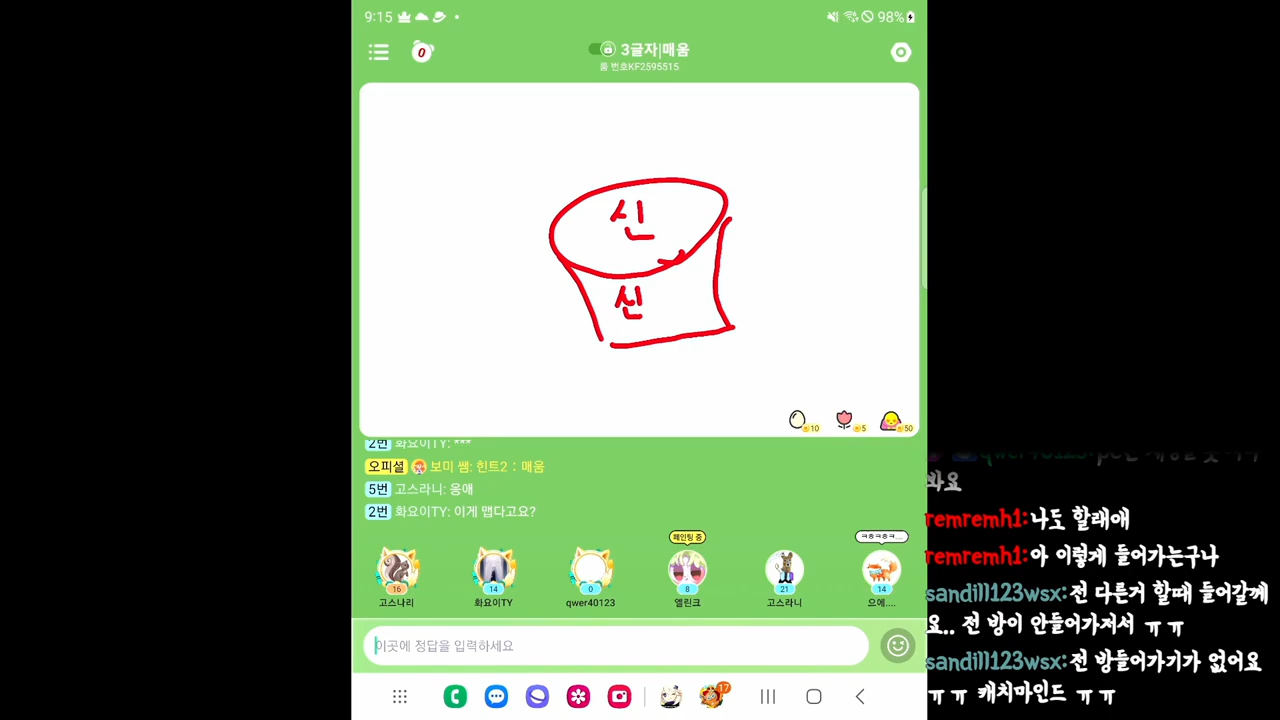 9:15
98%
0
3글자|매움
룸 번호KF2595515
신
신
10
5
50
2번 화요이TY: ***
오피셜 보미 쌤: 힌트2 : 매움
5번 고스라니: 응애
2번 화요이TY: 이게 맵다고요?
페인팅 중
ㅋㅎㅋㅎㅋ....
16
14
0
8
21
14
고스나리
화요이TY
qwer40123
엘린크
고스라니
으에....
이곳에 정답을 입력하세요
17
봐요
remremh1: 나도 할래애
remremh1: 아 이렇게 들어가는구나
sandill123wsx: 전 다른거 할때 들어갈게
요.. 전 방이 안들어가저서 ㅠㅠ
sandill123wsx: 전 방들어가기가 없어요
ㅠㅠ 캐치마인드 ㅠㅠ